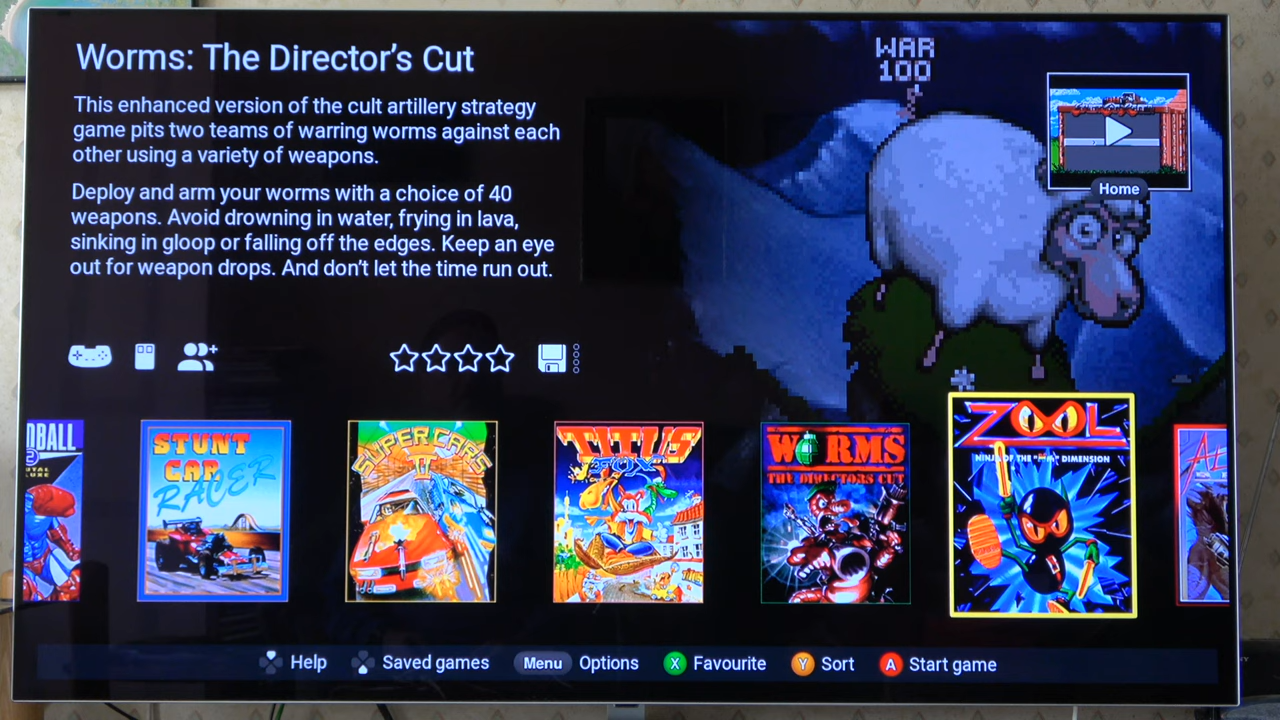 Worms: The Director's Cut
This enhanced version of the cult artillery strategy
game pits two teams of warring worms against each
other using a variety of weapons.
Deploy and arm your worms with a choice of 40
weapons. Avoid drowning in water, frying in lava,
sinking in gloop or falling off the edges. Keep an eye
out for weapon drops. And don't let the time run out.
WAR
100
Home
DBALL
2
STUNT
CAR
RACER
SUPER CARS
II
TITUS
FOX
WORMS
THE DIRECTORS CUT
ZOOL
NINJA OF THE DIMENSION
Help
Saved games
Menu
Options
X
Favourite
Y
Sort
A
Start game